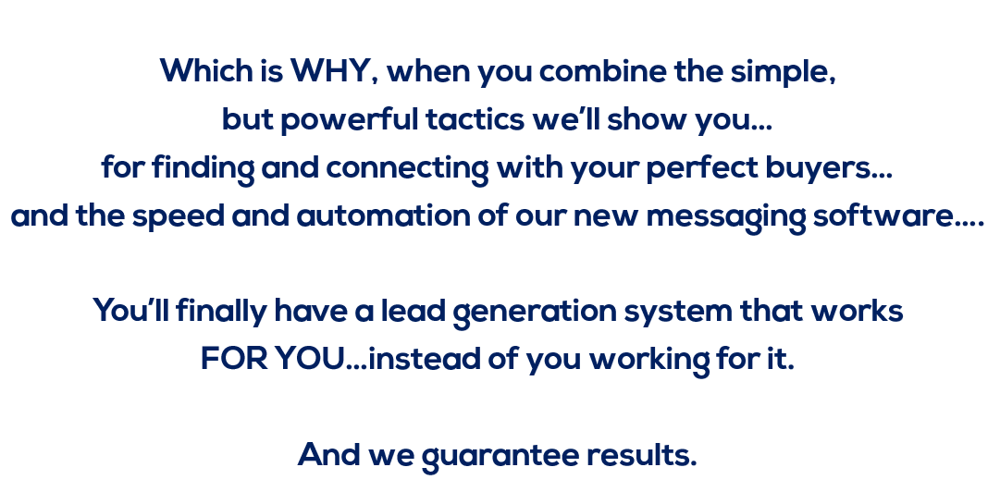 Which is WHY, when you combine the simple,
but powerful tactics we’ll show you...
for finding and connecting with your perfect buyers...
and the speed and automation of our new messaging software....
You’ll finally have a lead generation system that works
FOR YOU...instead of you working for it.
And we guarantee results.